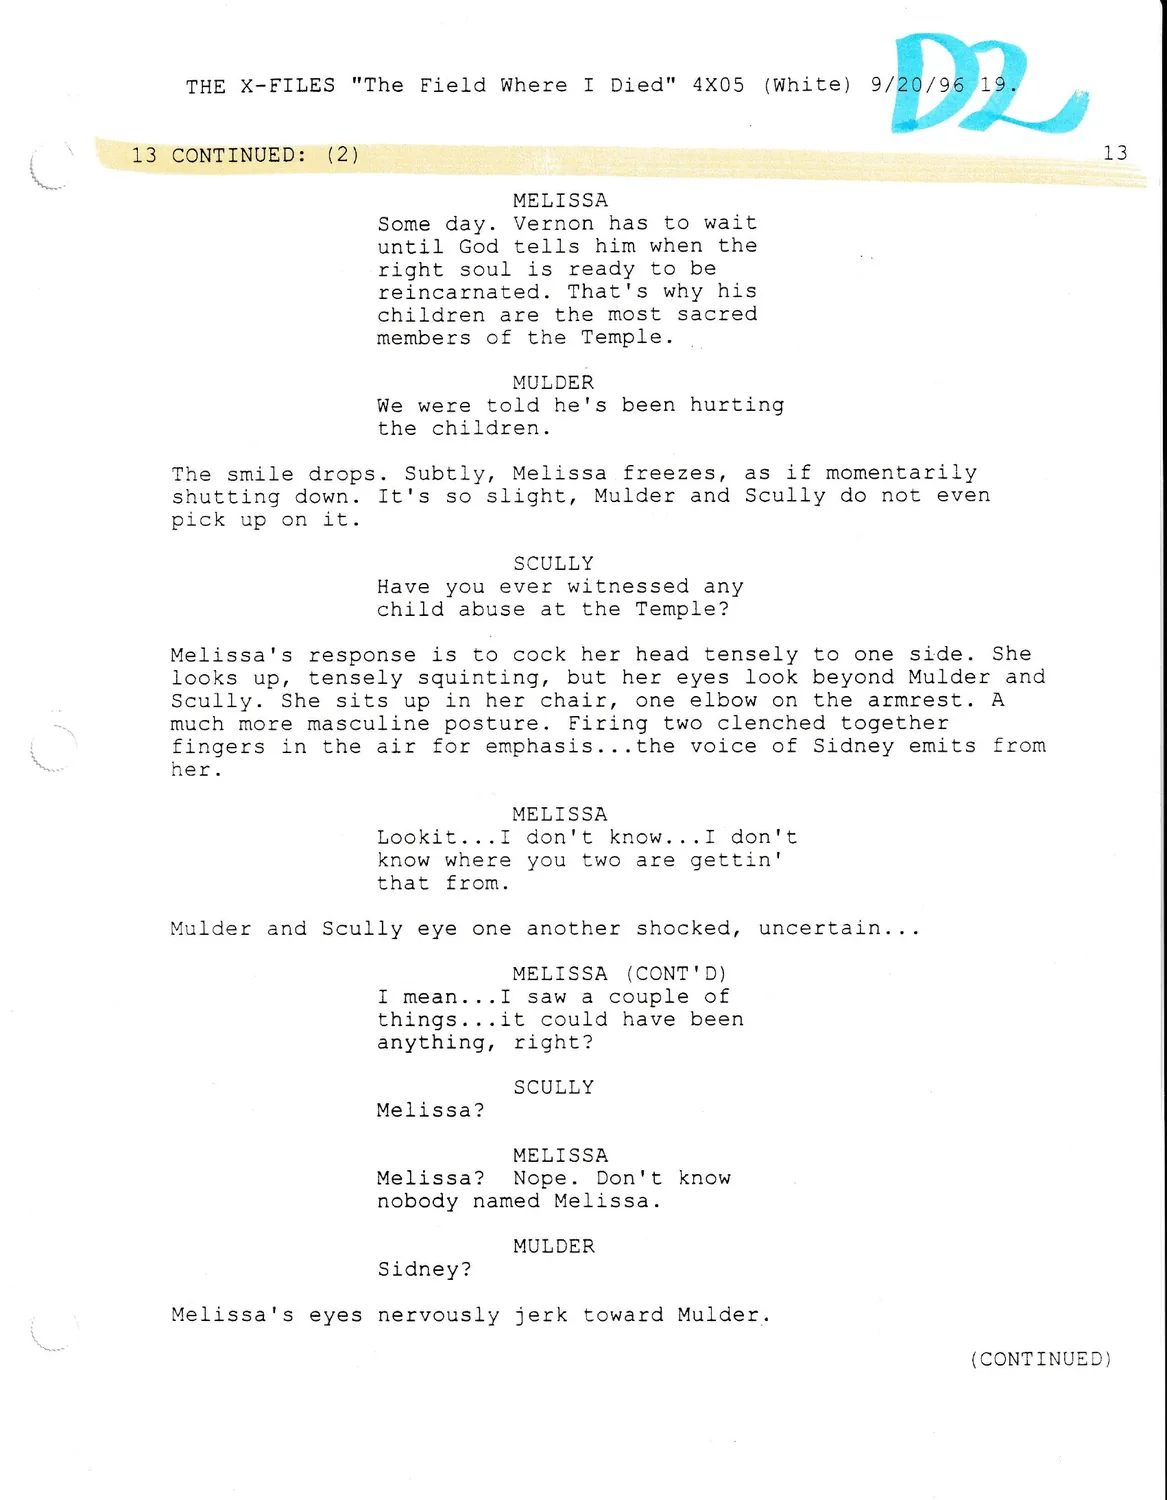 D2
THE X-FILES "The Field Where I Died" 4X05 (White) 9/20/96 19.
13 CONTINUED: (2) 13
MELISSA
Some day. Vernon has to wait
until God tells him when the
right soul is ready to be
reincarnated. That's why his
children are the most sacred
members of the Temple.
MULDER
We were told he's been hurting
the children.
The smile drops. Subtly, Melissa freezes, as if momentarily
shutting down. It's so slight, Mulder and Scully do not even
pick up on it.
SCULLY
Have you ever witnessed any
child abuse at the Temple?
Melissa's response is to cock her head tensely to one side. She
looks up, tensely squinting, but her eyes look beyond Mulder and
Scully. She sits up in her chair, one elbow on the armrest. A
much more masculine posture. Firing two clenched together
fingers in the air for emphasis...the voice of Sidney emits from
her.
MELISSA
Lookit...I don't know...I don't
know where you two are gettin'
that from.
Mulder and Scully eye one another shocked, uncertain...
MELISSA (CONT'D)
I mean...I saw a couple of
things...it could have been
anything, right?
SCULLY
Melissa?
MELISSA
Melissa? Nope. Don't know
nobody named Melissa.
MULDER
Sidney?
Melissa's eyes nervously jerk toward Mulder.
(CONTINUED)